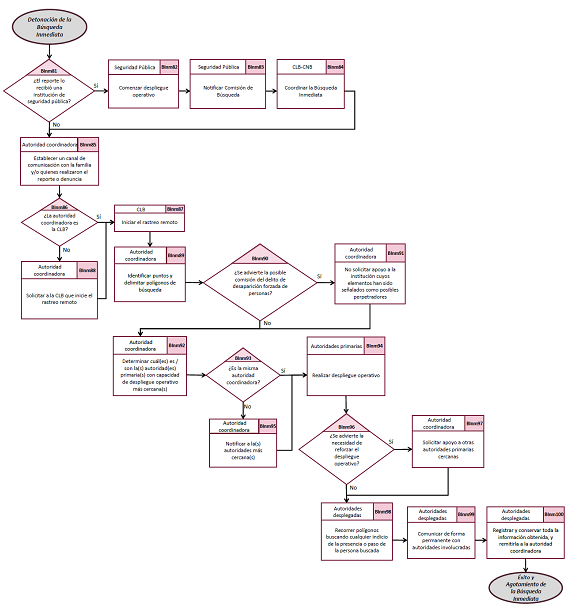 Detonación de la
Búsqueda
Inmediata
BInm81
¿El reporte lo
recibió una
institución de
seguridad pública?
Sí
No
Seguridad Pública
BInm82
Comenzar despliegue
operativo
Seguridad Pública
BInm83
Notificar Comisión de
Búsqueda
CLB-CNB
BInm84
Coordinar la Búsqueda
Inmediata
Autoridad coordinadora
BInm85
Establecer un canal de
comunicación con la familia
y/o quienes realizaron el
reporte o denuncia
BInm86
¿La autoridad
coordinadora es
la CLB?
Sí
No
CLB
BInm87
Iniciar el rastreo remoto
Autoridad
coordinadora
BInm88
Solicitar a la CLB que inicie el
rastreo remoto
Autoridad
coordinadora
BInm89
Identificar puntos y
delimitar polígonos de
búsqueda
BInm90
¿Se advierte la posible
comisión del delito de
desaparición forzada de
personas?
Sí
No
Autoridad
coordinadora
BInm91
No solicitar apoyo a la
institución cuyos
elementos han sido
señalados como posibles
perpetradores
Autoridad
coordinadora
BInm92
Determinar cuál(es) es /
son la(s) autoridad(es)
primaria(s) con capacidad
de despliegue operativo
más cercana(s)
BInm93
¿Es la misma
autoridad
coordinadora?
Sí
No
Autoridades primarias
BInm94
Realizar despliegue operativo
Autoridad
coordinadora
BInm95
Notificar a la(s)
autoridades más
cercana(s)
BInm96
¿Se advierte la
necesidad de
reforzar el
despliegue
operativo?
Sí
No
Autoridad
coordinadora
BInm97
Solicitar apoyo a otras
autoridades primarias
cercanas
Autoridades
desplegadas
BInm98
Recorrer polígonos
buscando cualquier indicio
de la presencia o paso de
la persona buscada
Autoridades
desplegadas
BInm99
Comunicar de forma
permanente con
autoridades involucradas
Autoridades
desplegadas
BInm100
Registrar y conservar toda la
información obtenida, y
remitirla a la autoridad
coordinadora
Éxito y
Agotamiento de
la Búsqueda
Inmediata